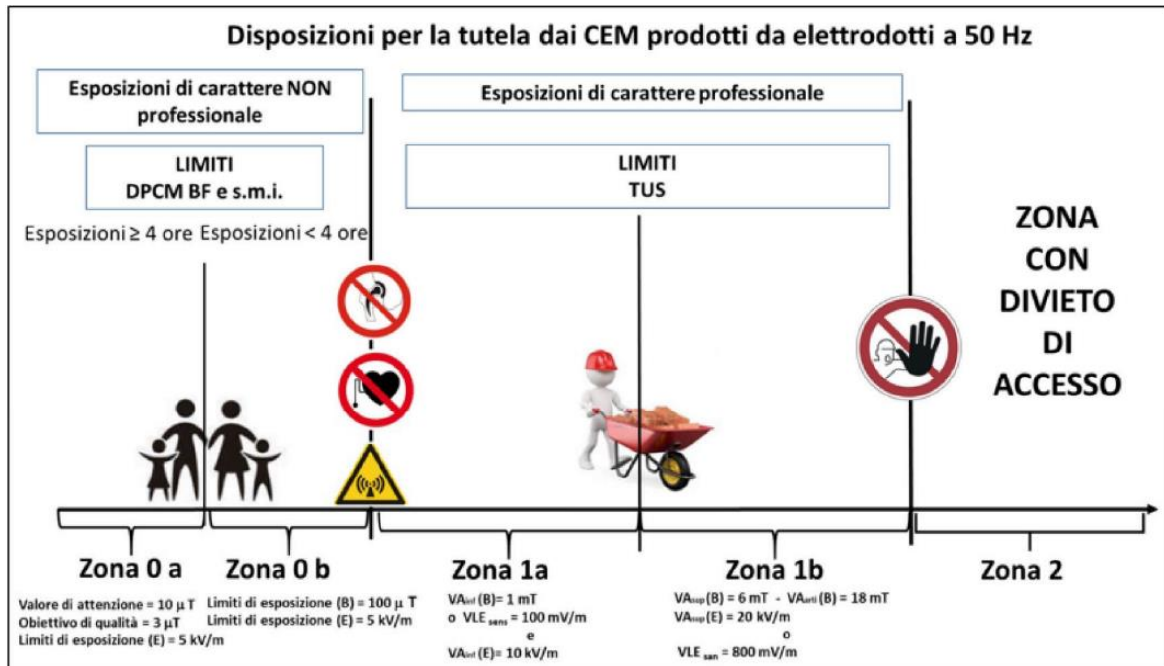 Disposizioni per la tutela dai CEM prodotti da elettrodotti a 50 Hz
Esposizioni di carattere NON
professionale
Esposizioni di carattere professionale
LIMITI
DPCM BF e s.m.i.
LIMITI
TUS
Esposizioni ≥ 4 ore Esposizioni < 4 ore
ZONA
CON
DIVIETO
DI
ACCESSO
Zona 0 a
Valore di attenzione = 10 μ T
Obiettivo di qualità = 3 μT
Limiti di esposizione (E) = 5 kV/m
Zona 0 b
Limiti di esposizione (B) = 100 μ T
Limiti di esposizione (E) = 5 kV/m
Zona 1a
VAinf (B)= 1 mT
o VLE sens = 100 mV/m
e
VAinf (E)= 10 kV/m
Zona 1b
VAsup (B) = 6 mT - VAarti (B) = 18 mT
VAsup (E) = 20 kV/m
o
VLE san = 800 mV/m
Zona 2